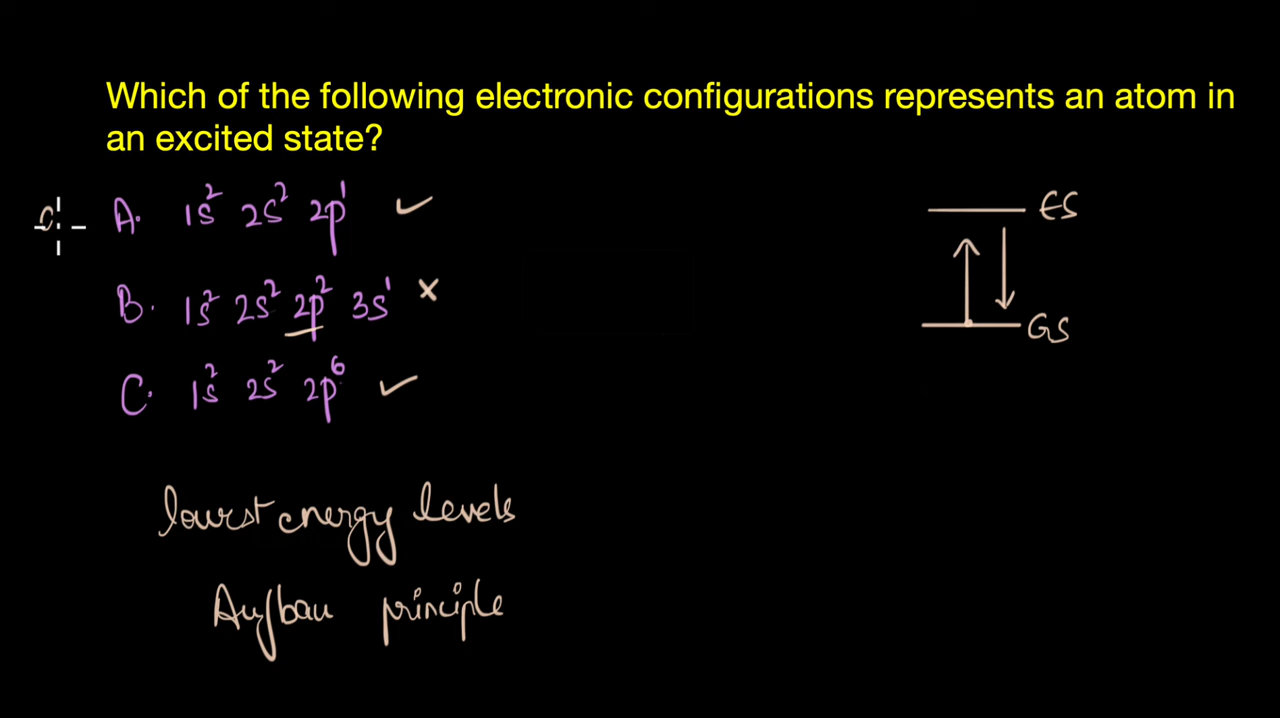 Which of the following electronic configurations represents an atom in
an excited state?
A. 1s² 2s² 2p¹ ✓
B. 1s² 2s² 2p² 3s¹ ×
C. 1s² 2s² 2p⁶ ✓
ES
GS
lowest energy levels
Aufbau principle